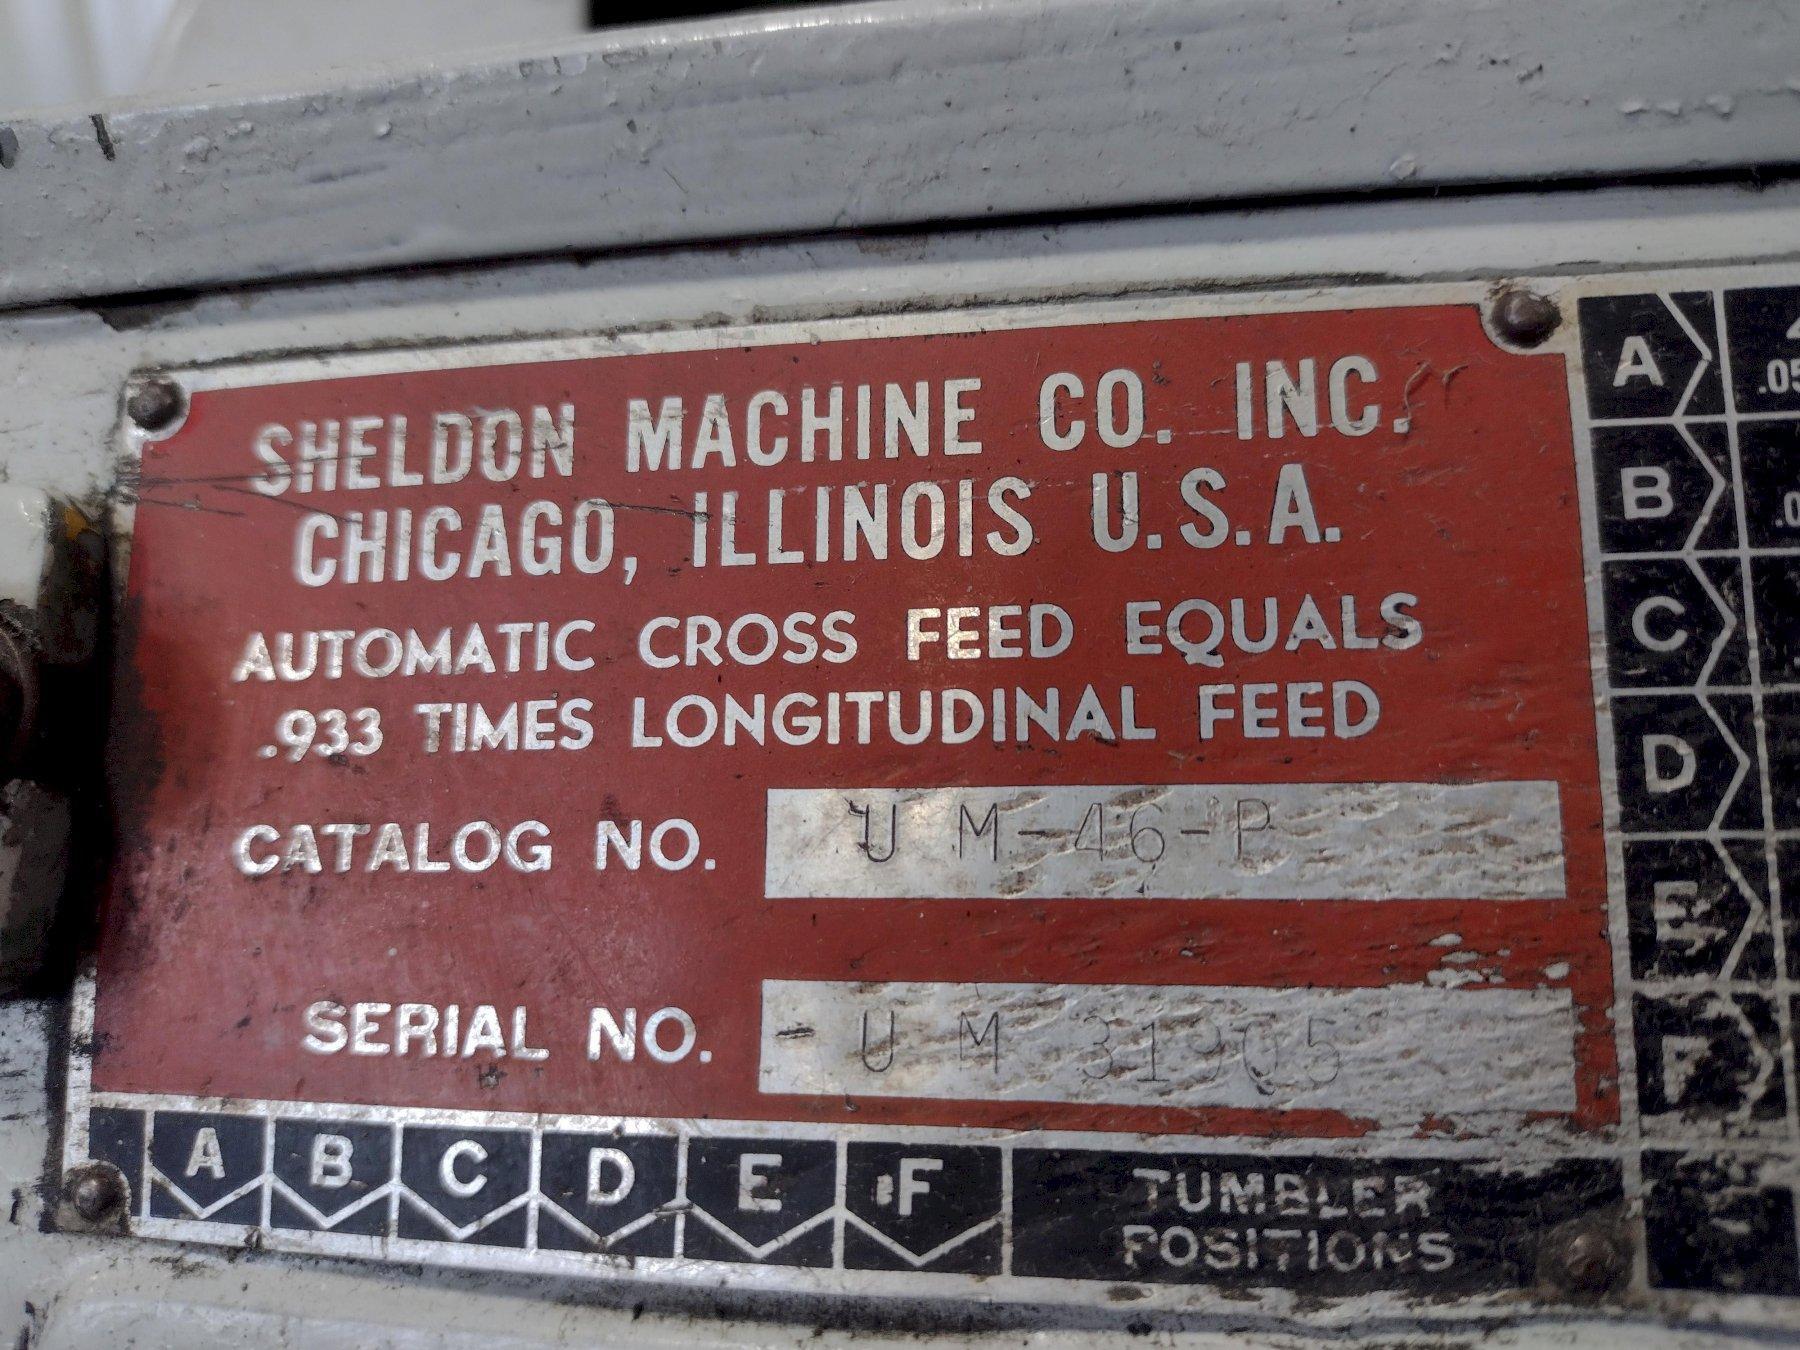 SHELDON MACHINE CO. INC.
CHICAGO, ILLINOIS U.S.A.
AUTOMATIC CROSS FEED EQUALS
.933 TIMES LONGITUDINAL FEED
CATALOG NO. U M-46-P
SERIAL NO. - U M 31905
A B C D E F TUMBLER
POSITIONS
A
B
C
D
E
F